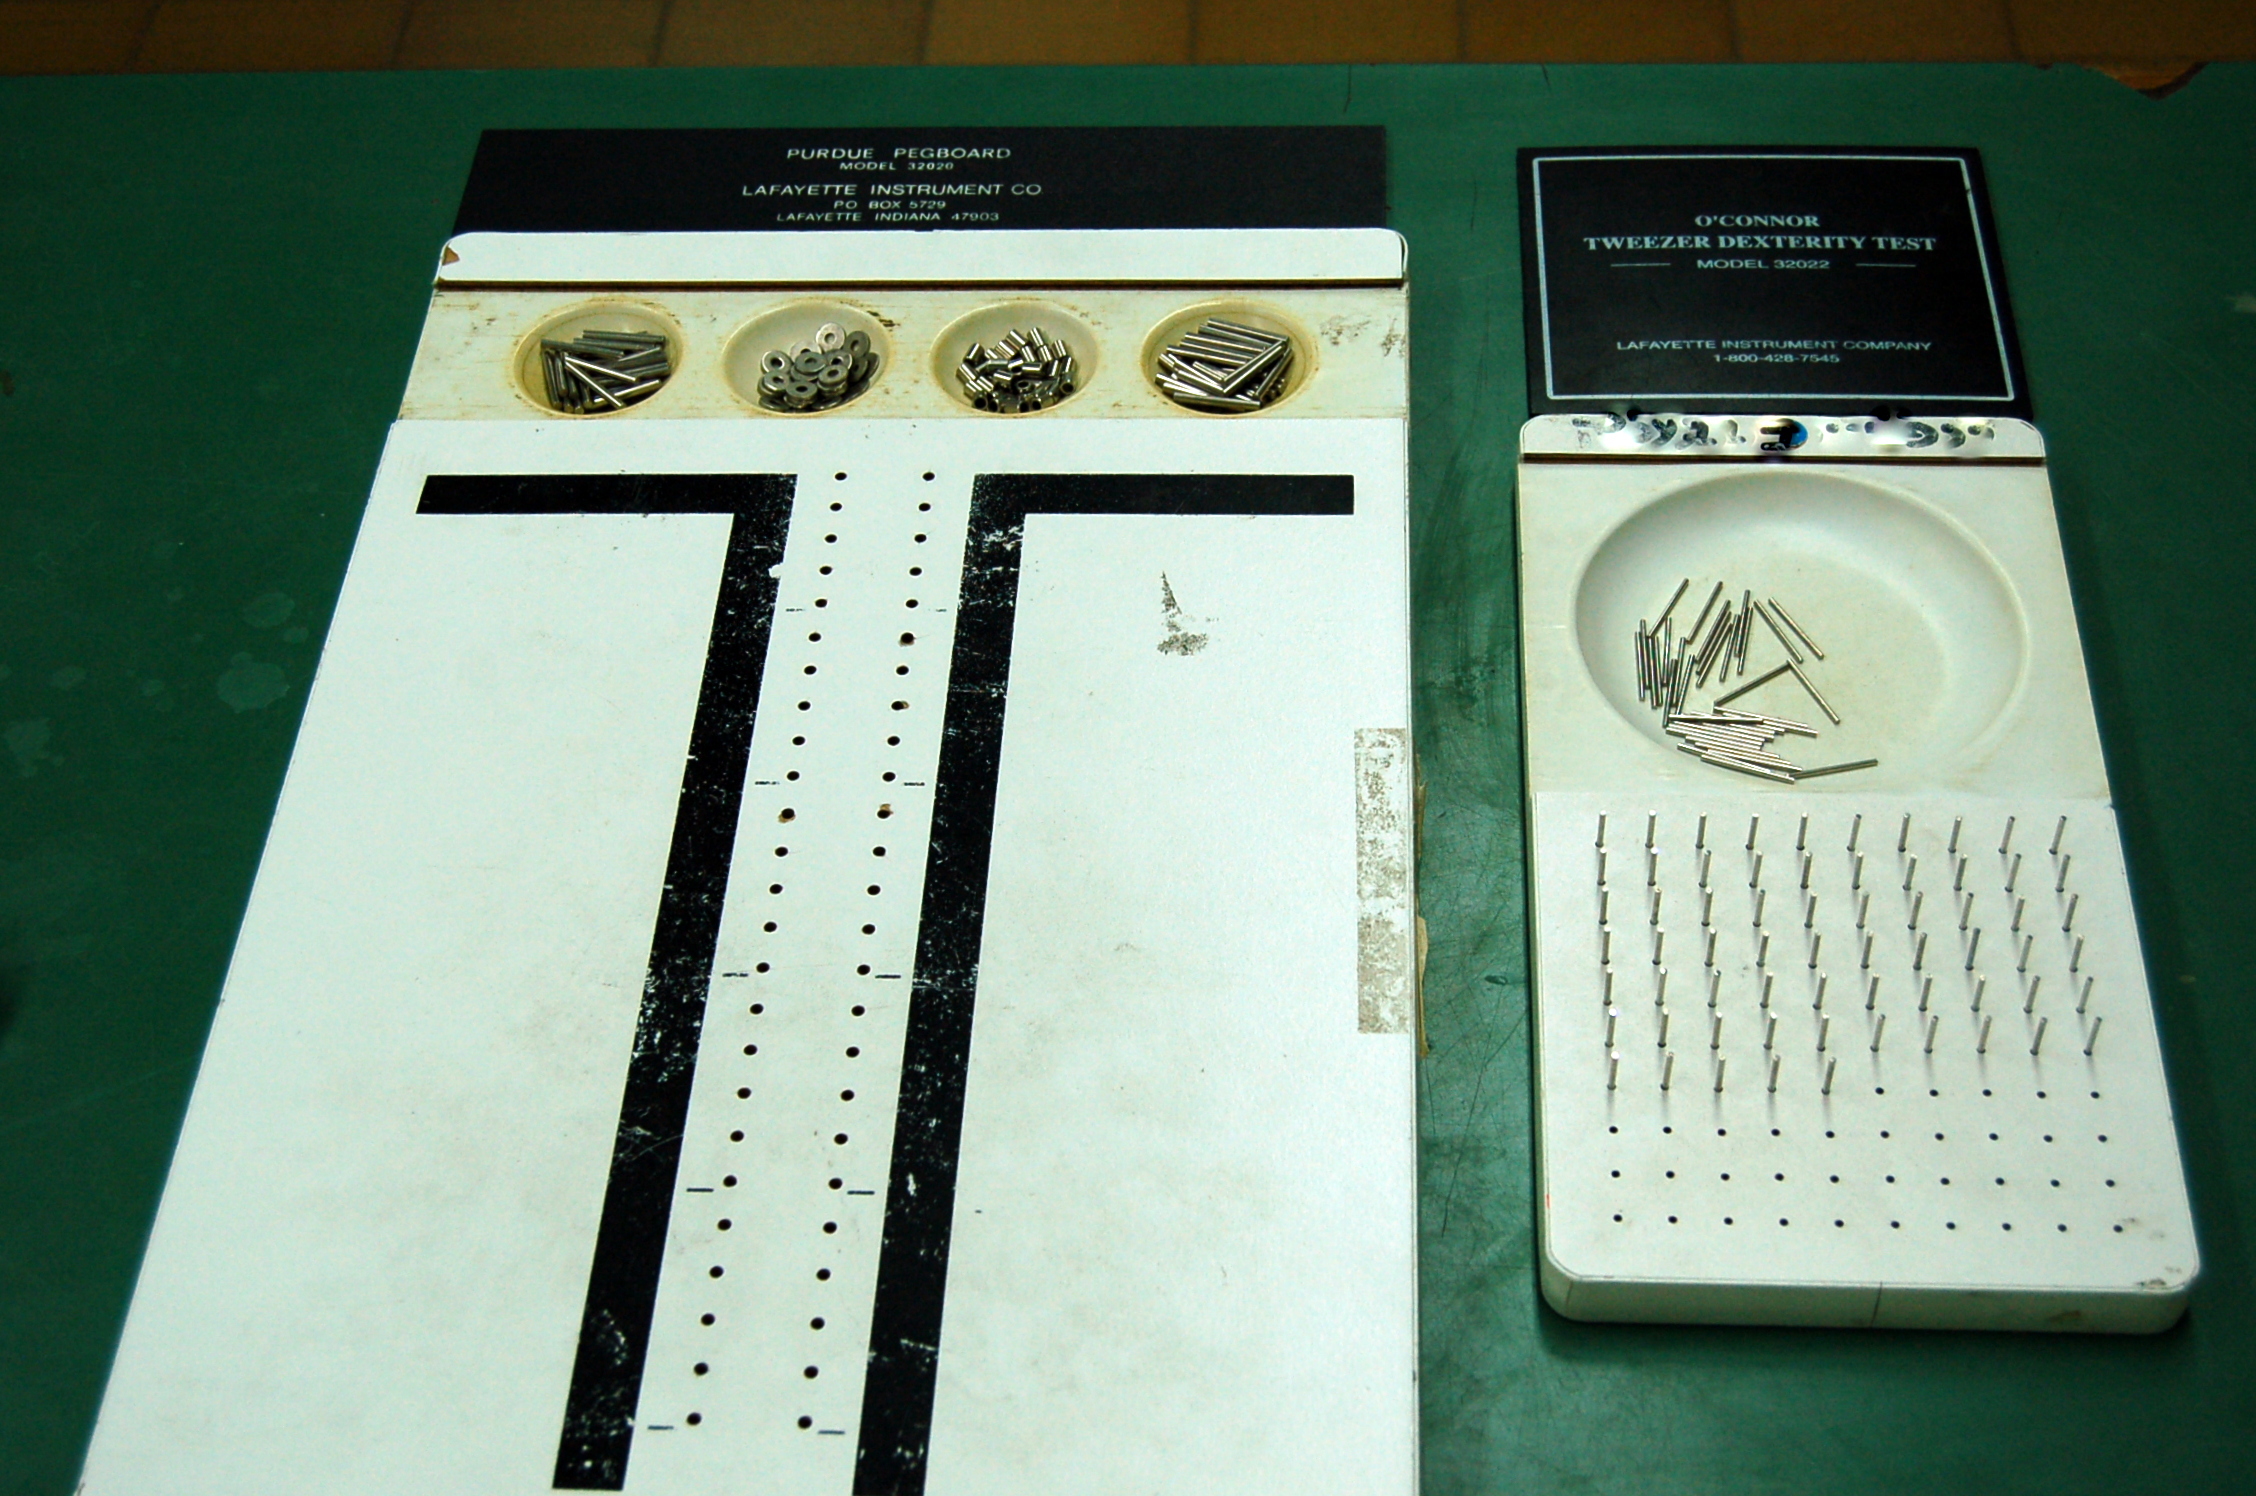 PURDUE PEGBOARD
MODEL 32020
LAFAYETTE INSTRUMENT CO
PO BOX 5729
LAFAYETTE INDIANA 47903
O'CONNOR
TWEEZER DEXTERITY TEST
MODEL 32022
LAFAYETTE INSTRUMENT COMPANY
1-800-428-7545